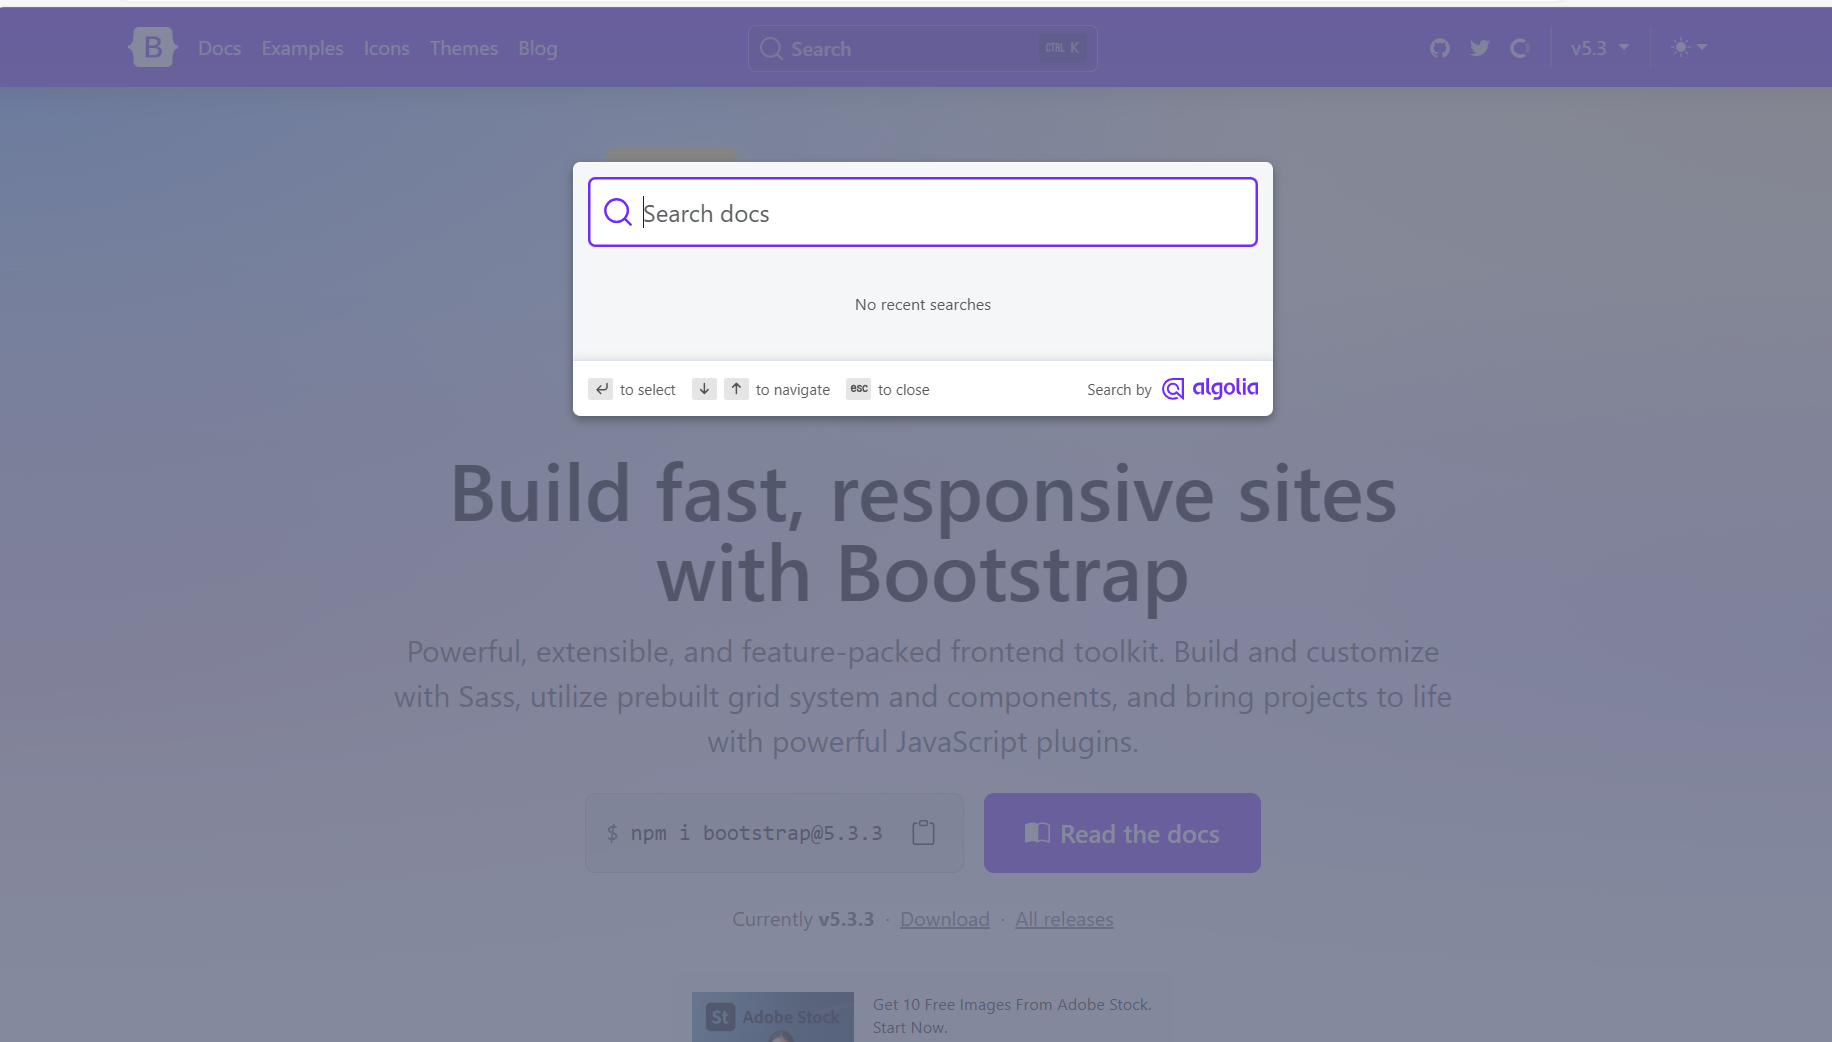 B Docs Examples Icons Themes Blog Search CTRL K v5.3
Search docs
No recent searches
to select to navigate esc to close Search by algolia
Build fast, responsive sites
with Bootstrap
Powerful, extensible, and feature-packed frontend toolkit. Build and customize
with Sass, utilize prebuilt grid system and components, and bring projects to life
with powerful JavaScript plugins.
$ npm i bootstrap@5.3.3 Read the docs
Currently v5.3.3 · Download · All releases
St Adobe Stock
Get 10 Free Images From Adobe Stock.
Start Now.